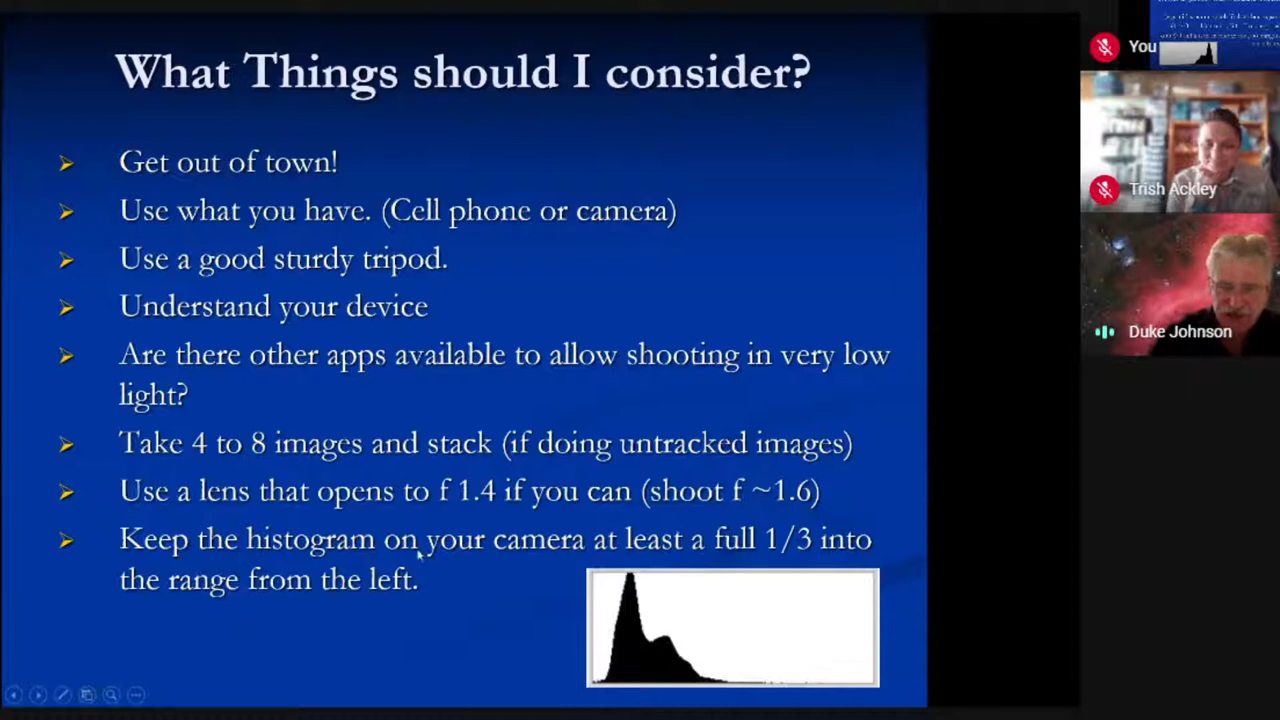 What Things should I consider?
Get out of town!
Use what you have. (Cell phone or camera)
Use a good sturdy tripod.
Understand your device
Are there other apps available to allow shooting in very low
light?
Take 4 to 8 images and stack (if doing untracked images)
Use a lens that opens to f 1.4 if you can (shoot f ~1.6)
Keep the histogram on your camera at least a full 1/3 into
the range from the left.
You
Trish Ackley
Duke Johnson